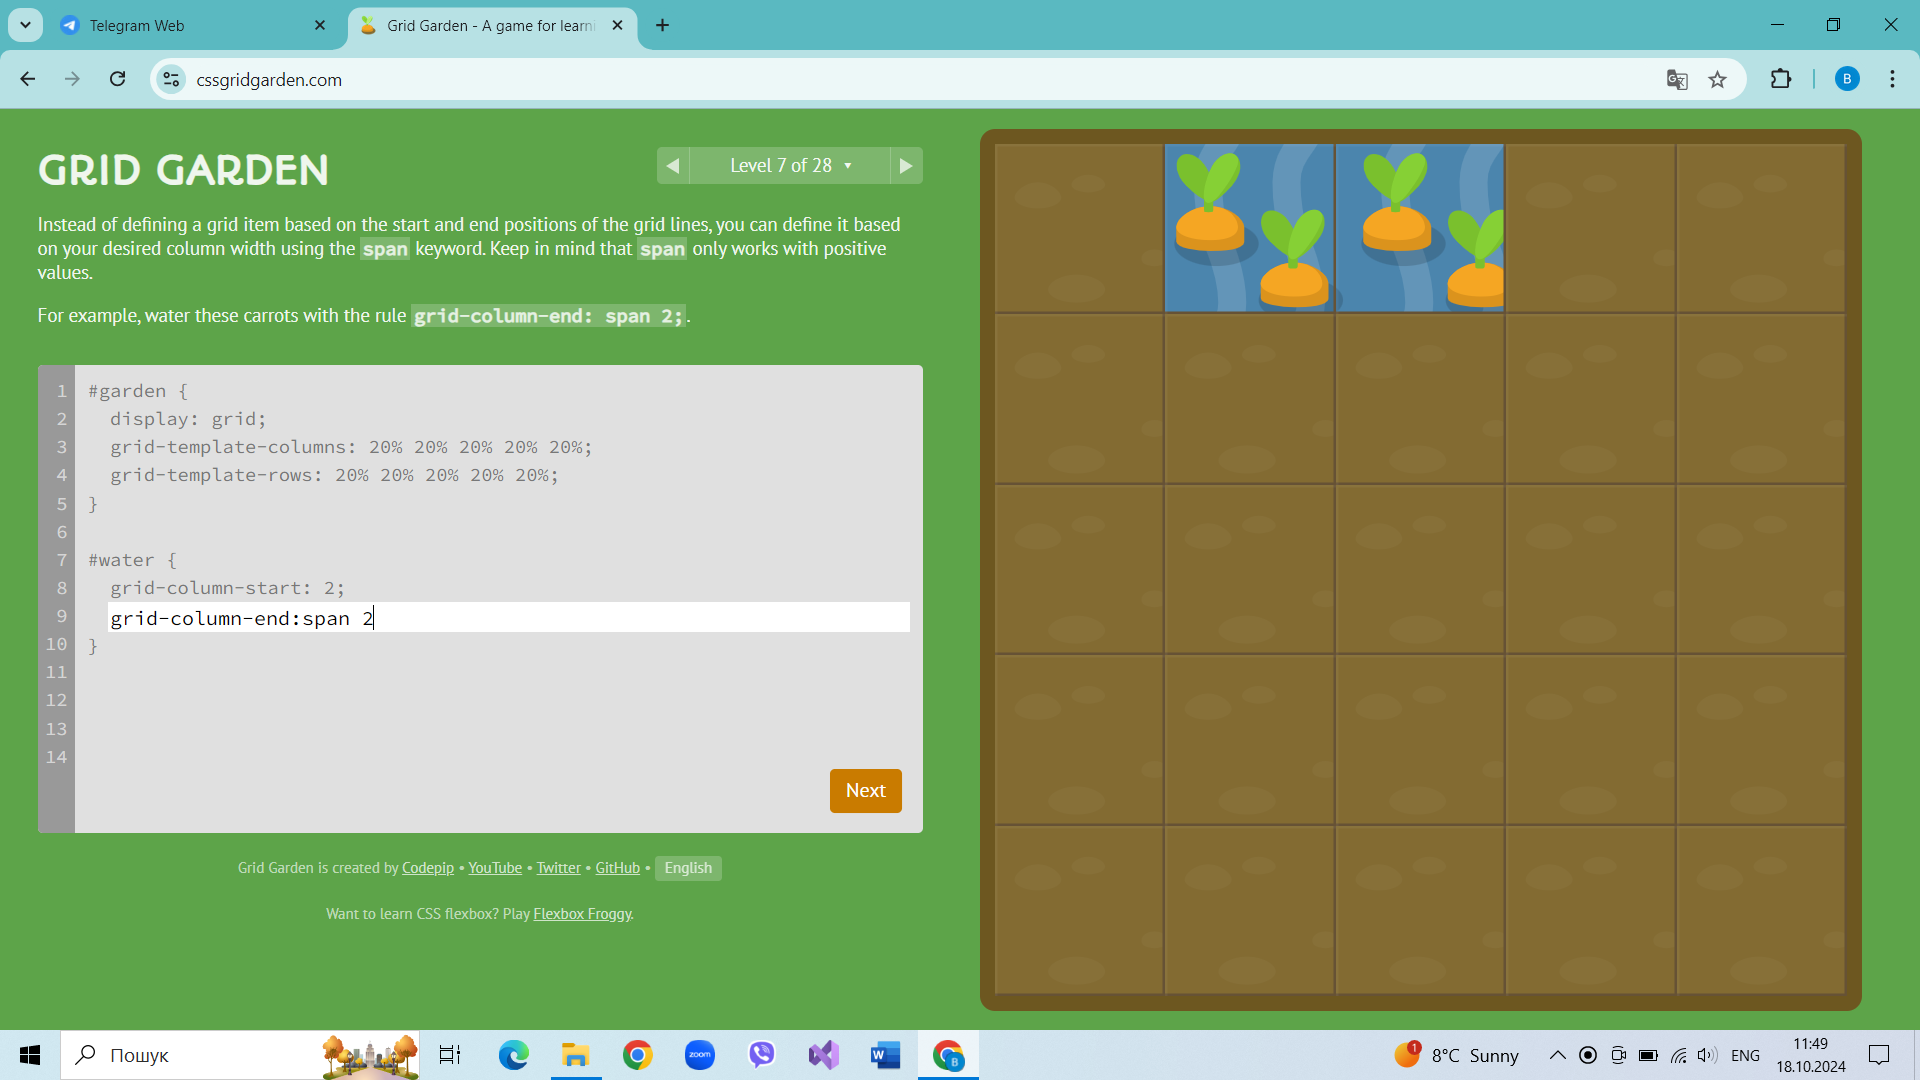 Telegram Web
Grid Garden - A game for learni
cssgridgarden.com
B
GRID GARDEN
Level 7 of 28
Instead of defining a grid item based on the start and end positions of the grid lines, you can define it based
on your desired column width using the span keyword. Keep in mind that span only works with positive
values.
For example, water these carrots with the rule grid-column-end: span 2;.
1 #garden {
2 display: grid;
3 grid-template-columns: 20% 20% 20% 20% 20%;
4 grid-template-rows: 20% 20% 20% 20% 20%;
5 }
6
7 #water {
8 grid-column-start: 2;
9 grid-column-end:span 2
10 }
11
12
13
14
Next
Grid Garden is created by Codepip • YouTube • Twitter • GitHub • English
Want to learn CSS flexbox? Play Flexbox Froggy.
Пошук
zoom
W
B
1
8°C Sunny
ENG
11:49
18.10.2024